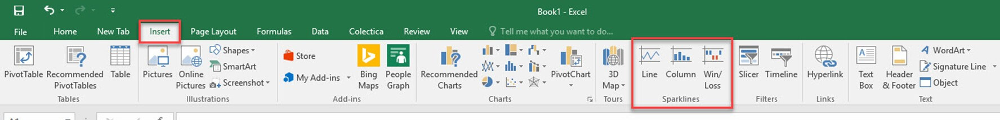 Book1 - Excel
File Home New Tab Insert Page Layout Formulas Data Colectica Review View Tell me what you want to do...
PivotTable
Recommended
PivotTables
Table
Tables
Pictures
Online
Pictures
Shapes
SmartArt
Screenshot
Illustrations
Store
My Add-ins
Bing
Maps
People
Graph
Add-ins
Recommended
Charts
PivotChart
Charts
3D
Map
Tours
Line
Column
Win/
Loss
Sparklines
Slicer
Timeline
Filters
Hyperlink
Links
Text
Box
Header
& Footer
WordArt
Signature Line
Object
Text